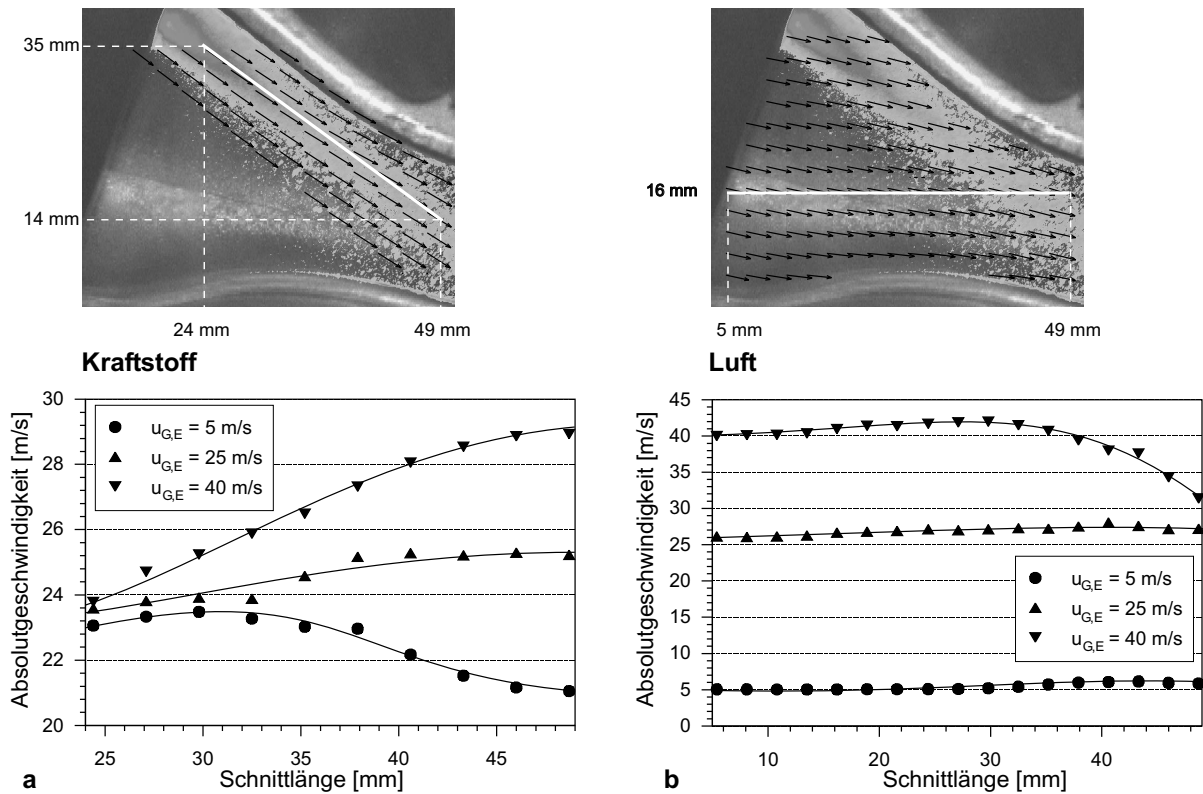 35 mm
14 mm
24 mm
49 mm
Kraftstoff
Absolutgeschwindigkeit [m/s]
30
28
26
24
22
20
u_G,E = 5 m/s
u_G,E = 25 m/s
u_G,E = 40 m/s
25
30
35
40
45
Schnittlänge [mm]
a
16 mm
5 mm
49 mm
Luft
Absolutgeschwindigkeit [m/s]
45
40
35
30
25
20
15
10
5
0
u_G,E = 5 m/s
u_G,E = 25 m/s
u_G,E = 40 m/s
10
20
30
40
Schnittlänge [mm]
b